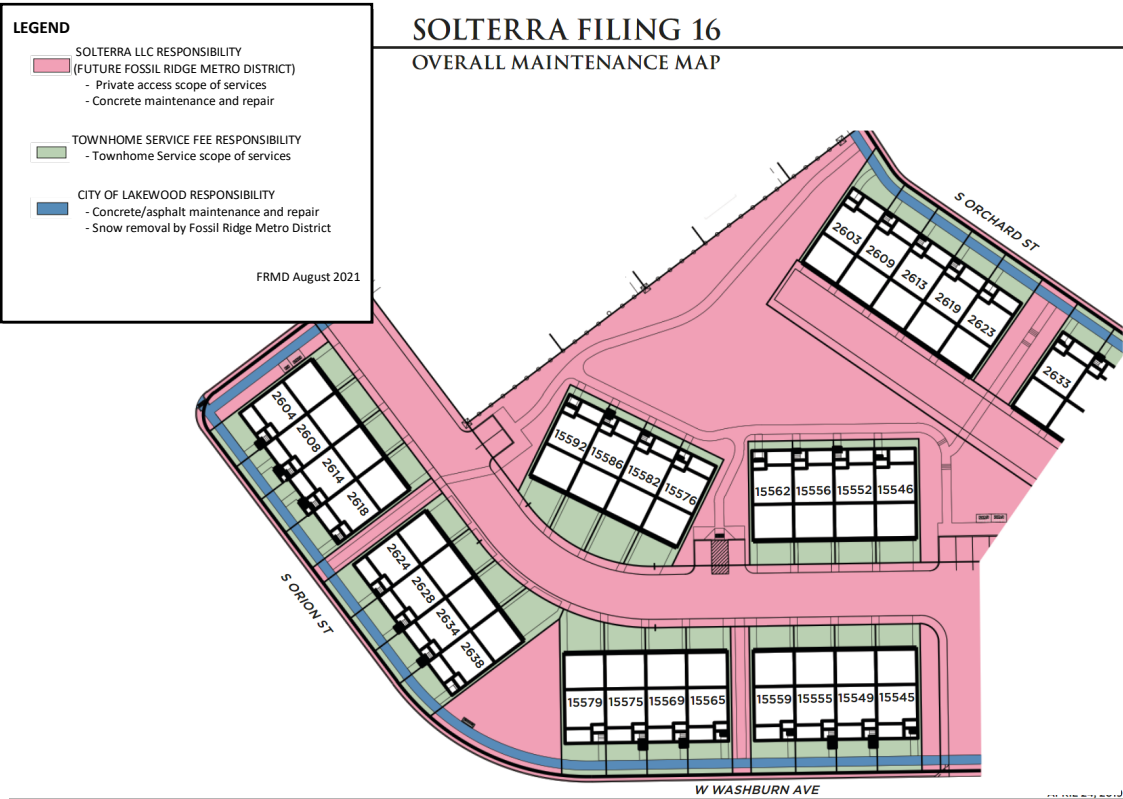 LEGEND
SOLTERRA LLC RESPONSIBILITY
(FUTURE FOSSIL RIDGE METRO DISTRICT)
- Private access scope of services
- Concrete maintenance and repair
TOWNHOME SERVICE FEE RESPONSIBILITY
- Townhome Service scope of services
CITY OF LAKEWOOD RESPONSIBILITY
- Concrete/asphalt maintenance and repair
- Snow removal by Fossil Ridge Metro District
FRMD August 2021
SOLTERRA FILING 16
OVERALL MAINTENANCE MAP
S ORCHARD ST
2603
2609
2613
2619
2623
2633
2604
2608
2614
2618
15592
15586
15582
15576
15562
15556
15552
15546
2624
2628
2634
2638
S ORION ST
15579
15575
15569
15565
15559
15555
15549
15545
W WASHBURN AVE